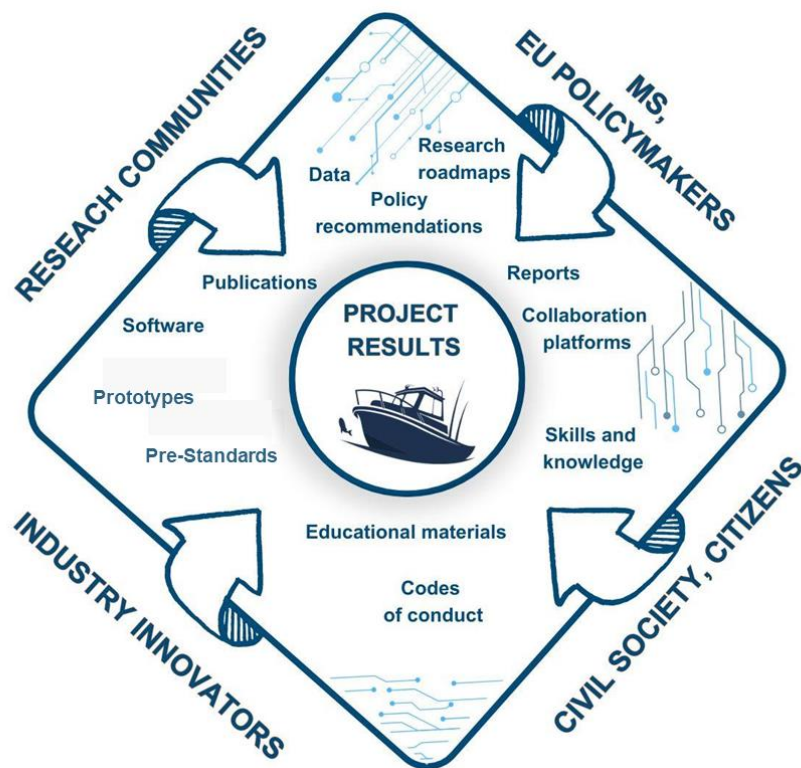 RESEACH COMMUNITIES
MS,
EU POLICYMAKERS
Data
Research
roadmaps
Policy
recommendations
Publications
Reports
Software
Collaboration
platforms
PROJECT
RESULTS
Prototypes
Pre-Standards
Skills and
knowledge
Educational materials
Codes
of conduct
INDUSTRY INNOVATORS
CIVIL SOCIETY, CITIZENS